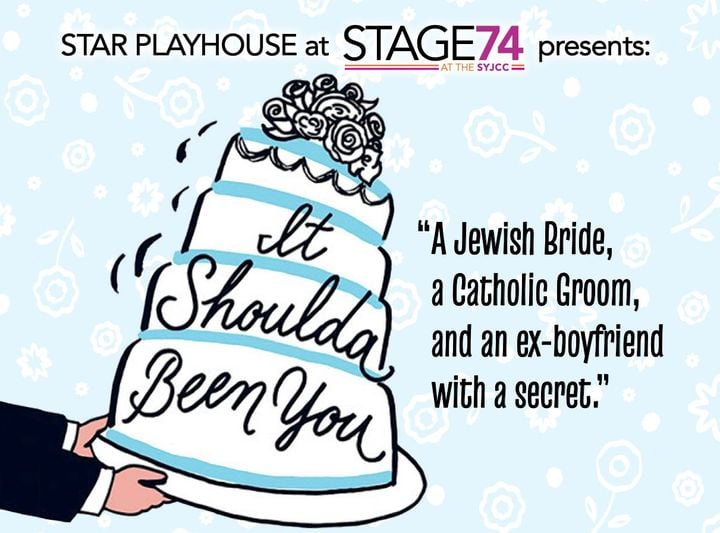 STAR PLAYHOUSE at STAGE74 presents:
AT THE SYJCC
It
Shoulda
Been You
“A Jewish Bride,
a Catholic Groom,
and an ex-boyfriend
with a secret.”